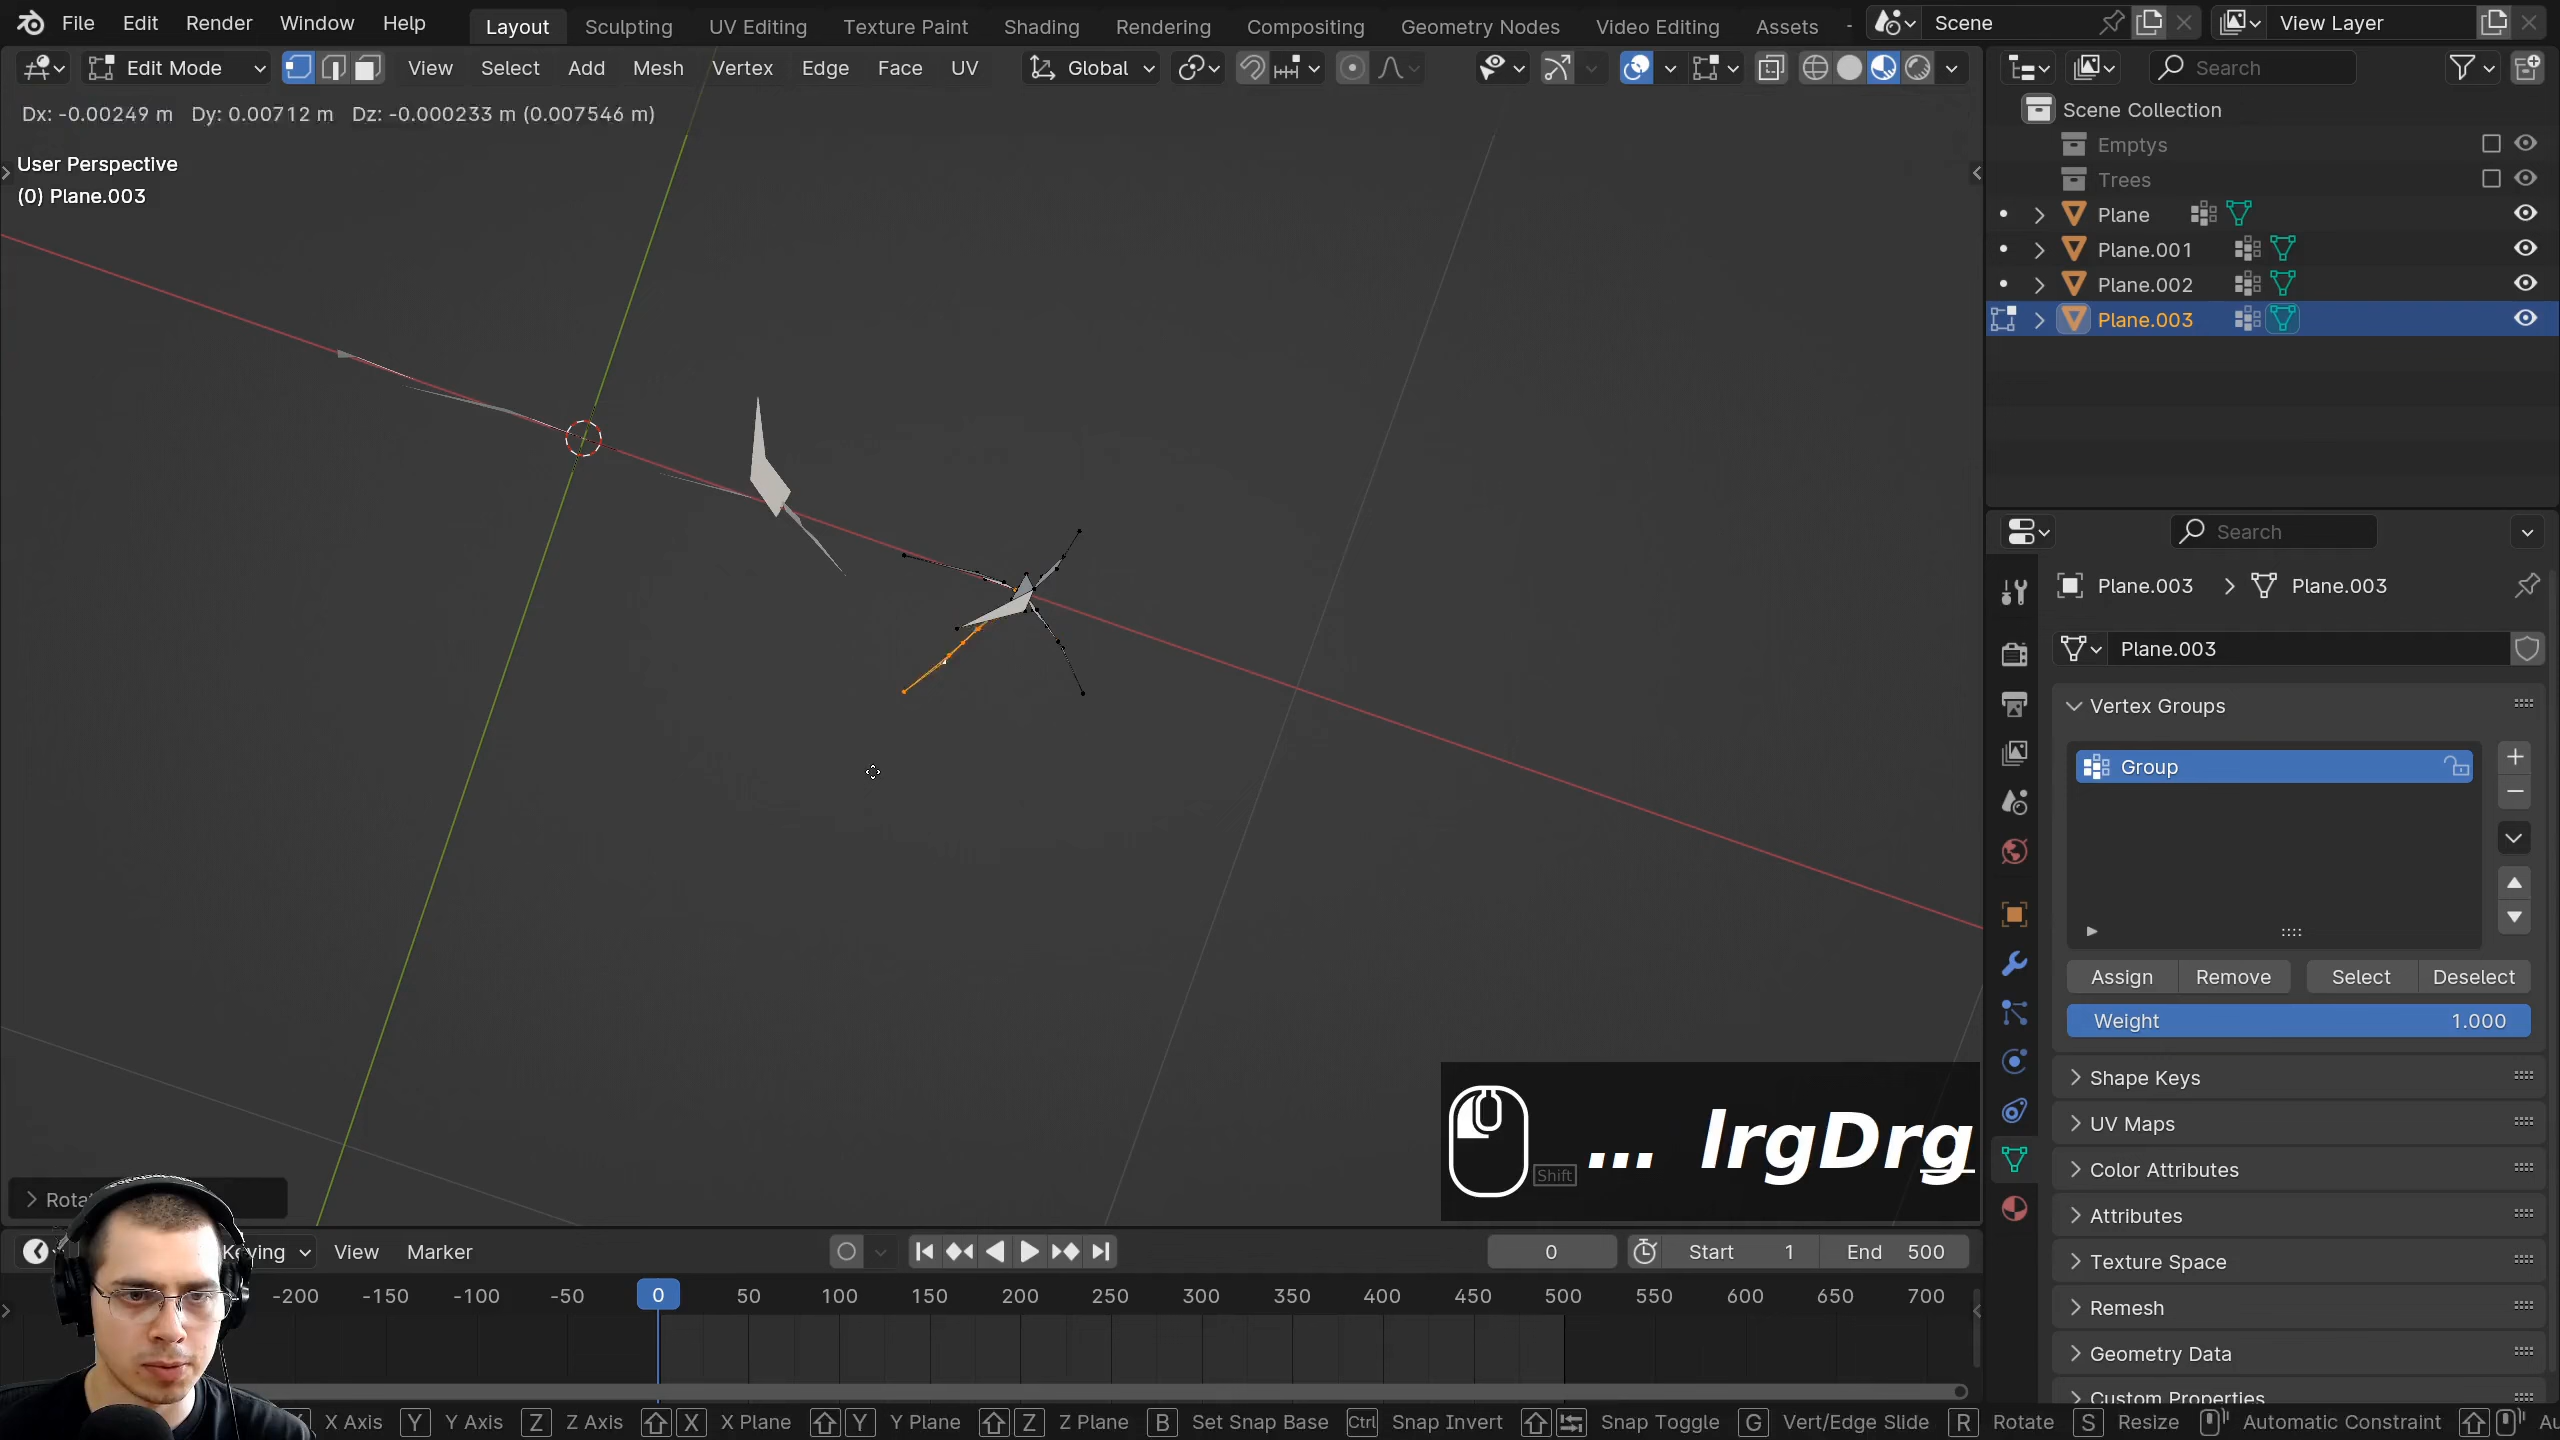 File Edit Render Window Help Layout Sculpting UV Editing Texture Paint Shading Rendering Compositing Geometry Nodes Video Editing Assets Scene View Layer
Edit Mode View Select Add Mesh Vertex Edge Face UV Global Search
Dx: -0.00249 m Dy: 0.00712 m Dz: -0.000233 m (0.007546 m)
User Perspective
(0) Plane.003
Scene Collection
Emptys
Trees
Plane
Plane.001
Plane.002
Plane.003
Search
Plane.003 Plane.003
Plane.003
Vertex Groups
Group
Assign Remove Select Deselect
Weight 1.000
Shape Keys
UV Maps
Color Attributes
Attributes
Texture Space
Remesh
Geometry Data
Custom Properties
Shift ... lrgDrg
Keying View Marker 0 Start 1 End 500
-200 -150 -100 -50 0 50 100 150 200 250 300 350 400 450 500 550 600 650 700
X Axis Y Y Axis Z Z Axis X X Plane Y Y Plane Z Z Plane B Set Snap Base Ctrl Snap Invert Snap Toggle G Vert/Edge Slide R Rotate S Resize Automatic Constraint